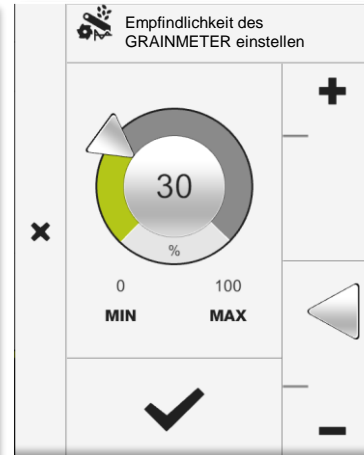 Empfindlichkeit des
GRAINMETER einstellen
30
%
0 100
MIN MAX